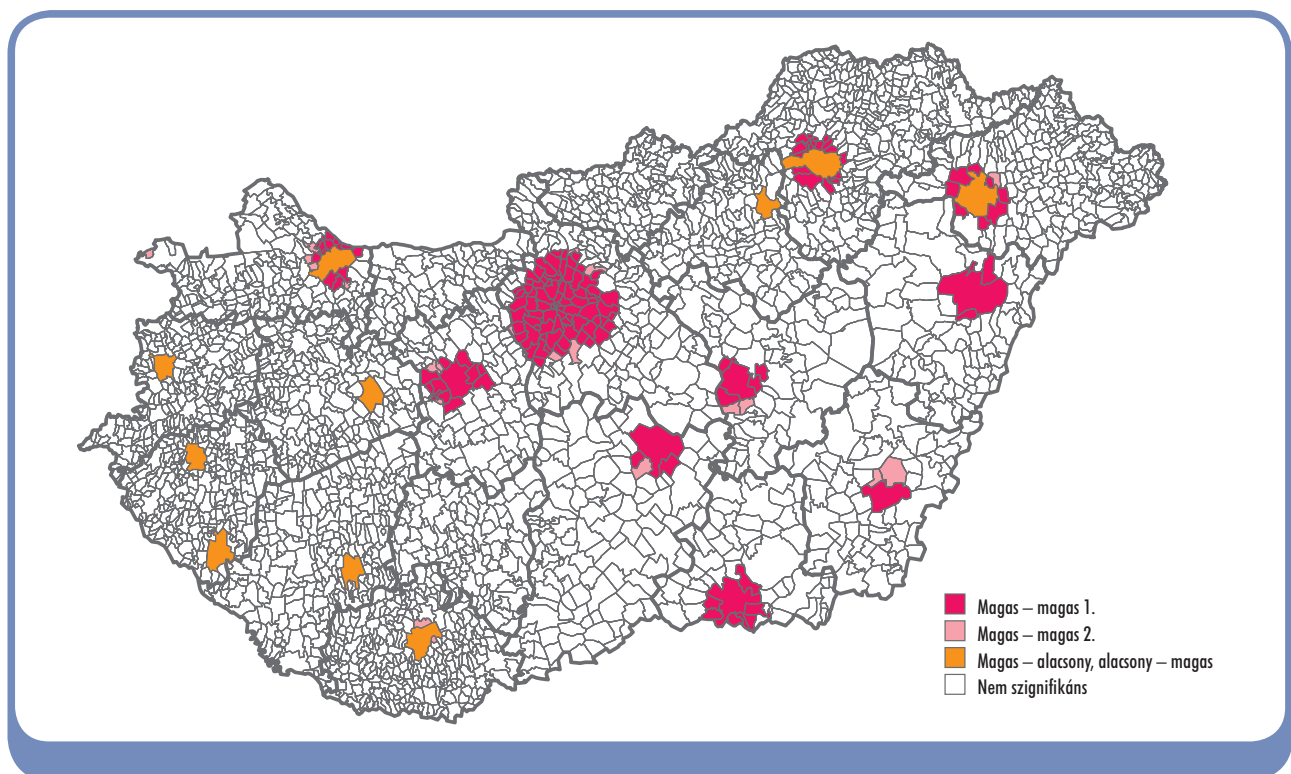 Magas – magas 1.
Magas – magas 2.
Magas – alacsony, alacsony – magas
Nem szignifikáns